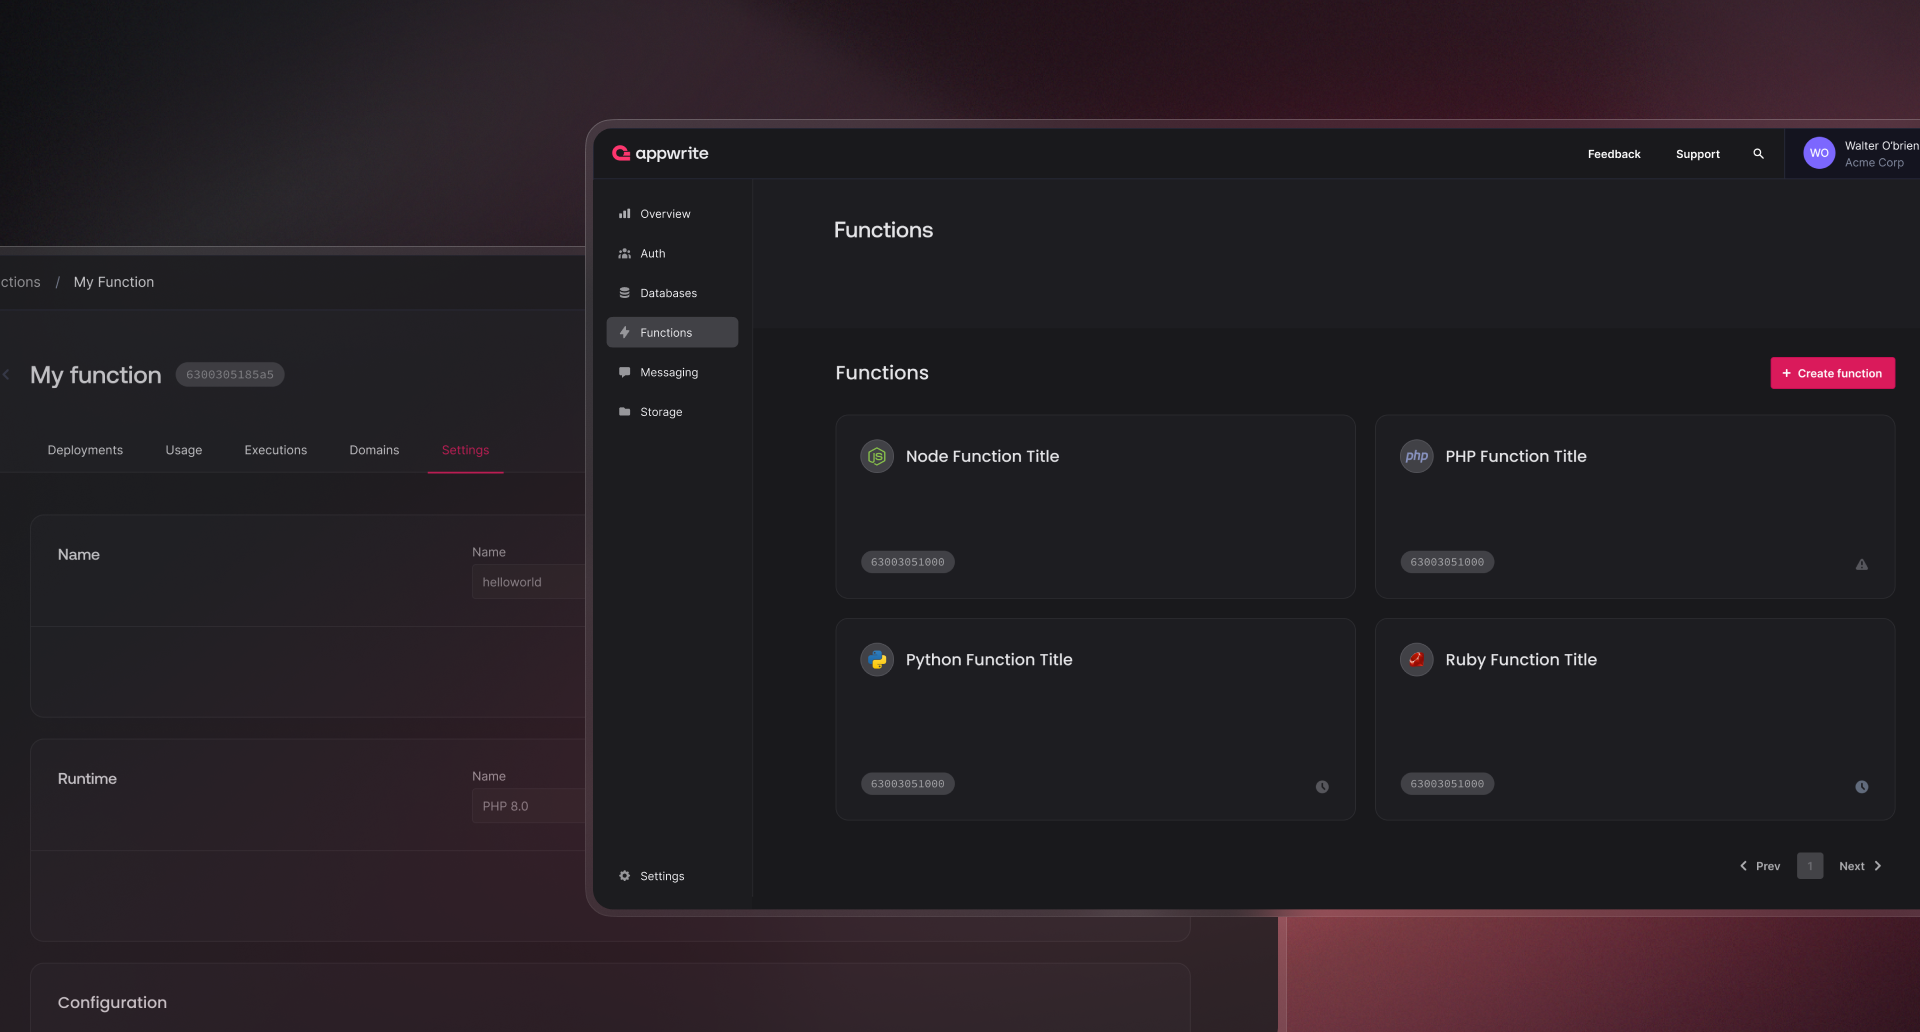 appwrite
Feedback
Support
WO
Walter O'brien
Acme Corp
Overview
Auth
Databases
Functions
Messaging
Storage
Settings
Functions
Functions
+ Create function
JS
Node Function Title
63003051000
php
PHP Function Title
63003051000
Python Function Title
63003051000
Ruby Function Title
63003051000
Prev
1
Next
ctions / My Function
My function
6300305185a5
Deployments
Usage
Executions
Domains
Settings
Name
Name
helloworld
Runtime
Name
PHP 8.0
Configuration